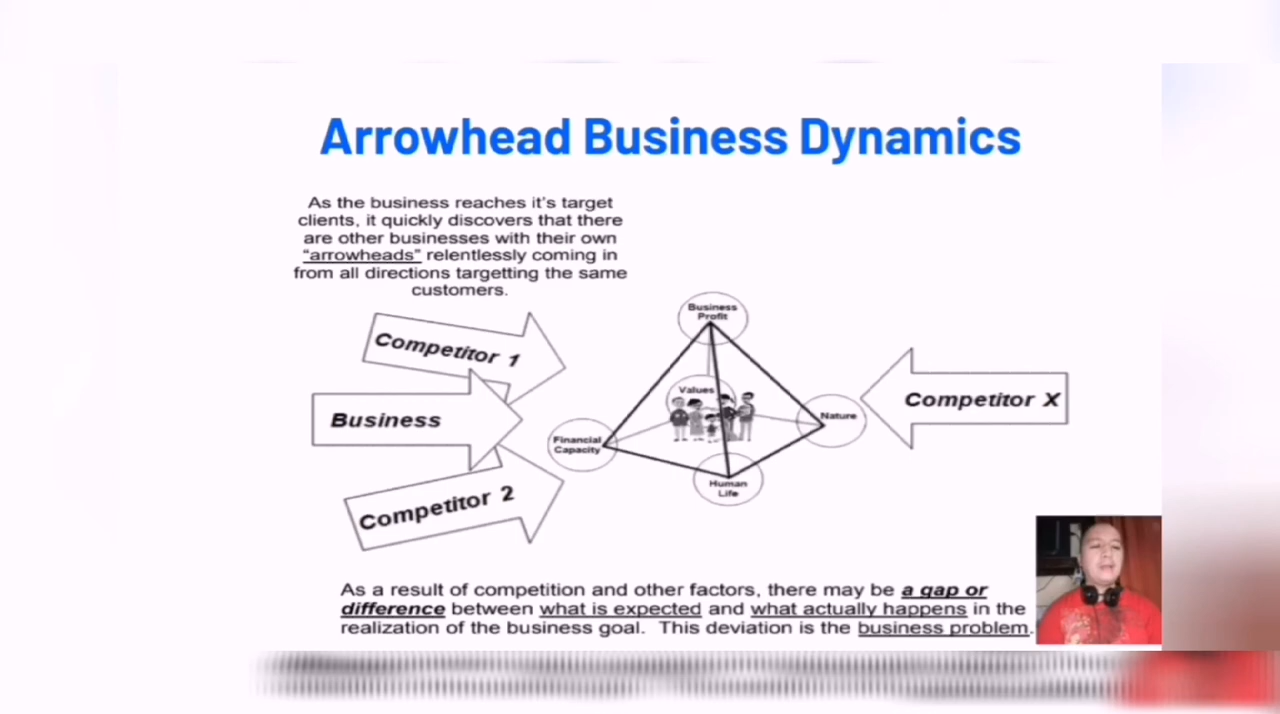 Arrowhead Business Dynamics
As the business reaches it's target
clients, it quickly discovers that there
are other businesses with their own
"arrowheads" relentlessly coming in
from all directions targetting the same
customers.
Business
Profit
Competitor 1
Values
Competitor X
Business
Nature
Financial
Capacity
Human
Life
Competitor 2
As a result of competition and other factors, there may be a gap or
difference between what is expected and what actually happens in the
realization of the business goal. This deviation is the business problem.